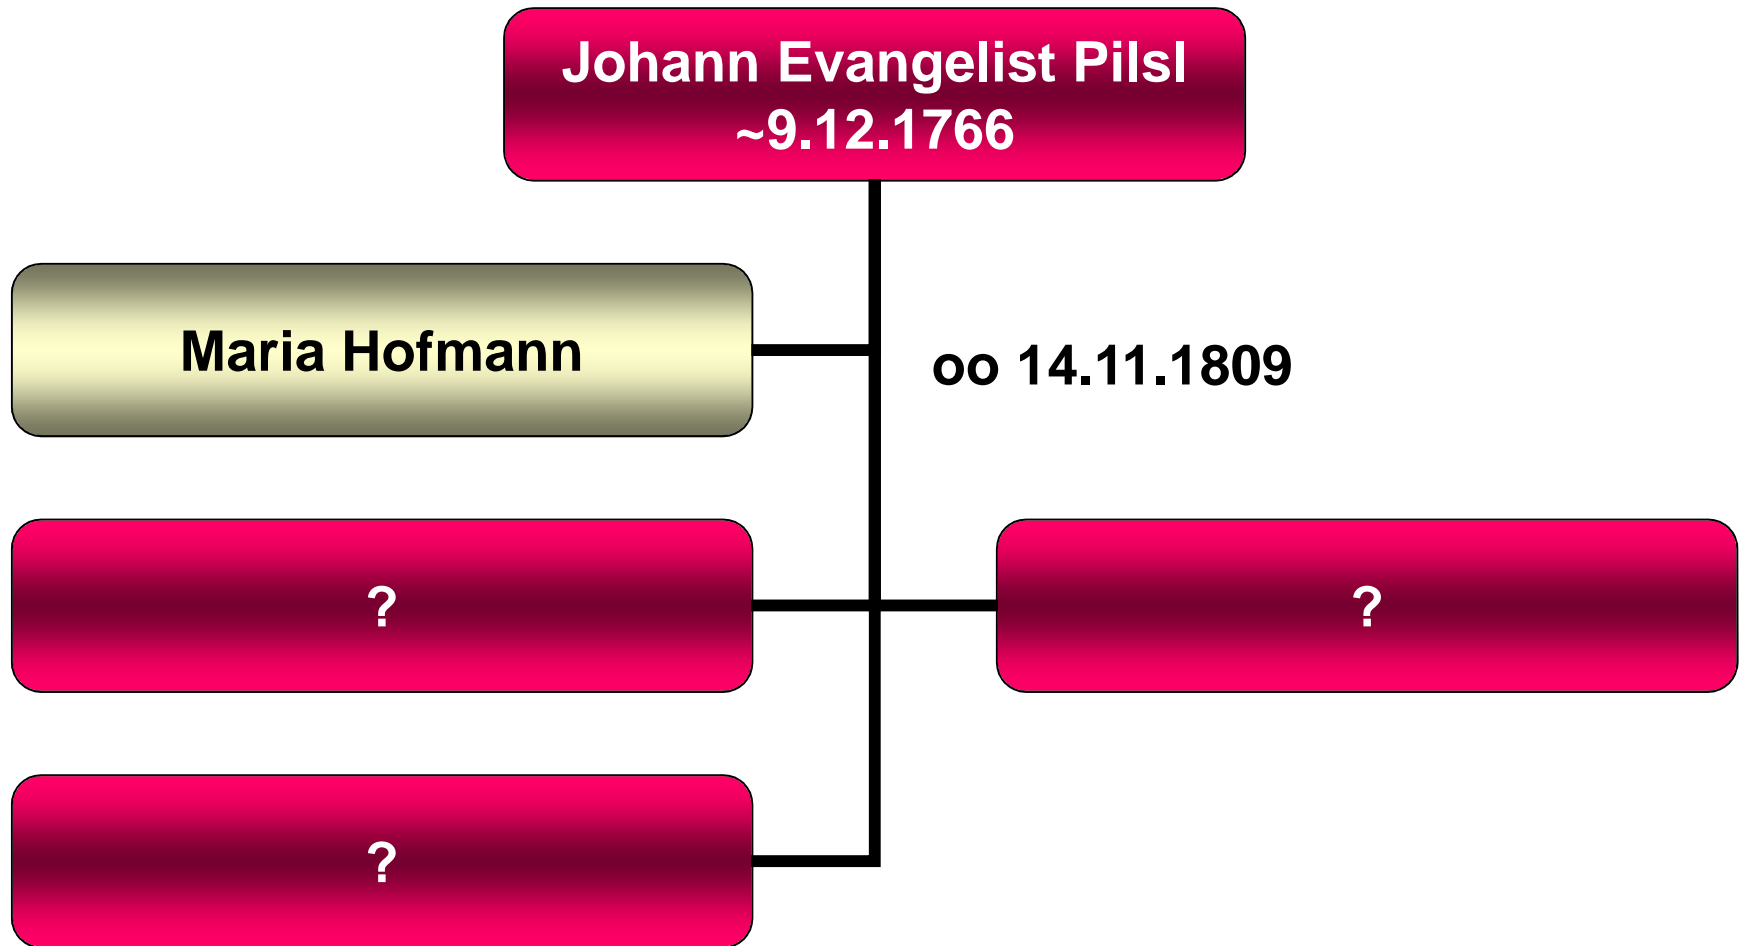 Johann Evangelist Pilsl
~9.12.1766
Maria Hofmann
oo 14.11.1809
?
?
?